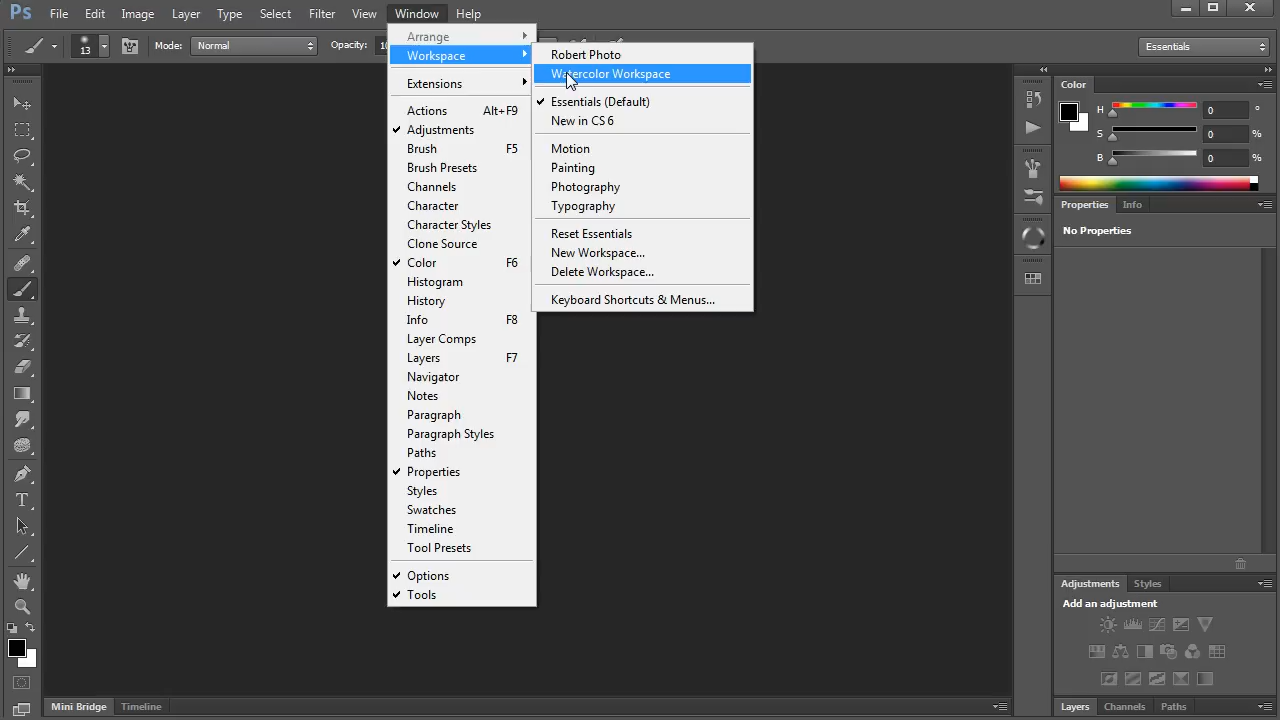 Ps File Edit Image Layer Type Select Filter View Window Help
13 Mode: Normal Opacity:
Essentials
Arrange
Workspace
Extensions
Actions Alt+F9
Adjustments
Brush F5
Brush Presets
Channels
Character
Character Styles
Clone Source
Color F6
Histogram
History
Info F8
Layer Comps
Layers F7
Navigator
Notes
Paragraph
Paragraph Styles
Paths
Properties
Styles
Swatches
Timeline
Tool Presets
Options
Tools
Robert Photo
Watercolor Workspace
Essentials (Default)
New in CS 6
Motion
Painting
Photography
Typography
Reset Essentials
New Workspace...
Delete Workspace...
Keyboard Shortcuts & Menus...
Color
H 0 °
S 0 %
B 0 %
Properties Info
No Properties
Adjustments Styles
Add an adjustment
Layers Channels Paths
Mini Bridge Timeline